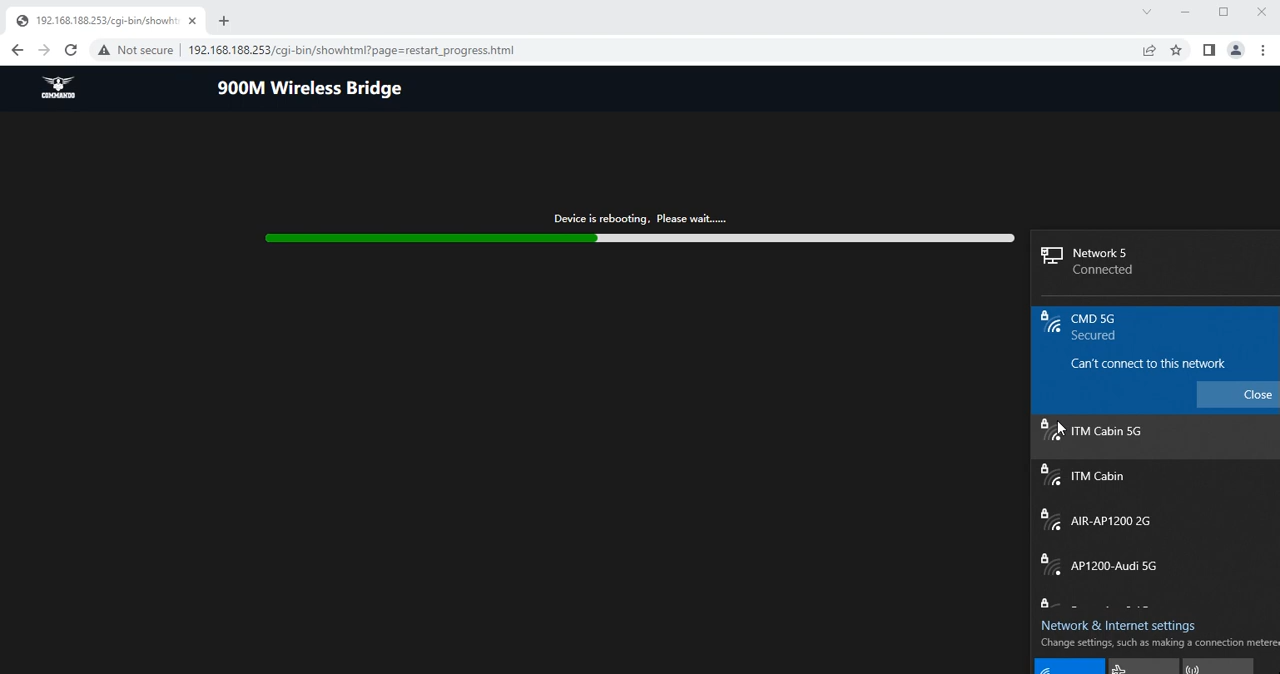 192.168.188.253/cgi-bin/showht
Not secure
192.168.188.253/cgi-bin/showhtml?page=restart_progress.html
COMMANDO
900M Wireless Bridge
Device is rebooting, Please wait......
Network 5
Connected
CMD 5G
Secured
Can't connect to this network
Close
ITM Cabin 5G
ITM Cabin
AIR-AP1200 2G
AP1200-Audi 5G
Network & Internet settings
Change settings, such as making a connection metere